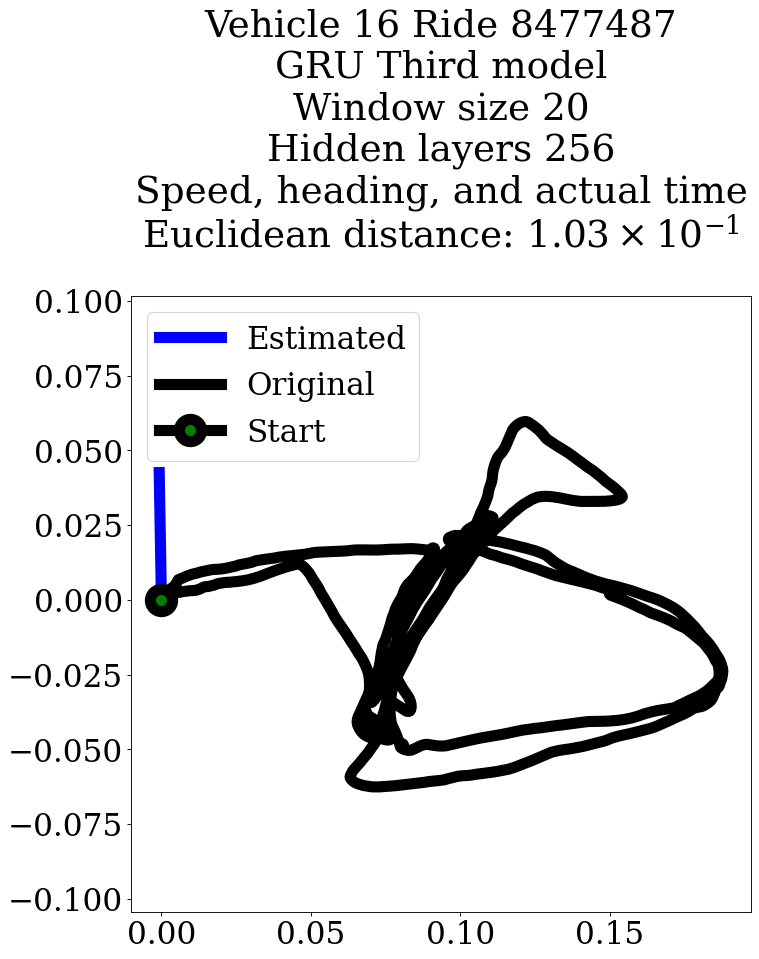 Vehicle 16 Ride 8477487
GRU Third model
Window size 20
Hidden layers 256
Speed, heading, and actual time
Euclidean distance: 1.03 × 10⁻¹
Estimated
Original
Start
0.100
0.075
0.050
0.025
0.000
−0.025
−0.050
−0.075
−0.100
0.00 0.05 0.10 0.15